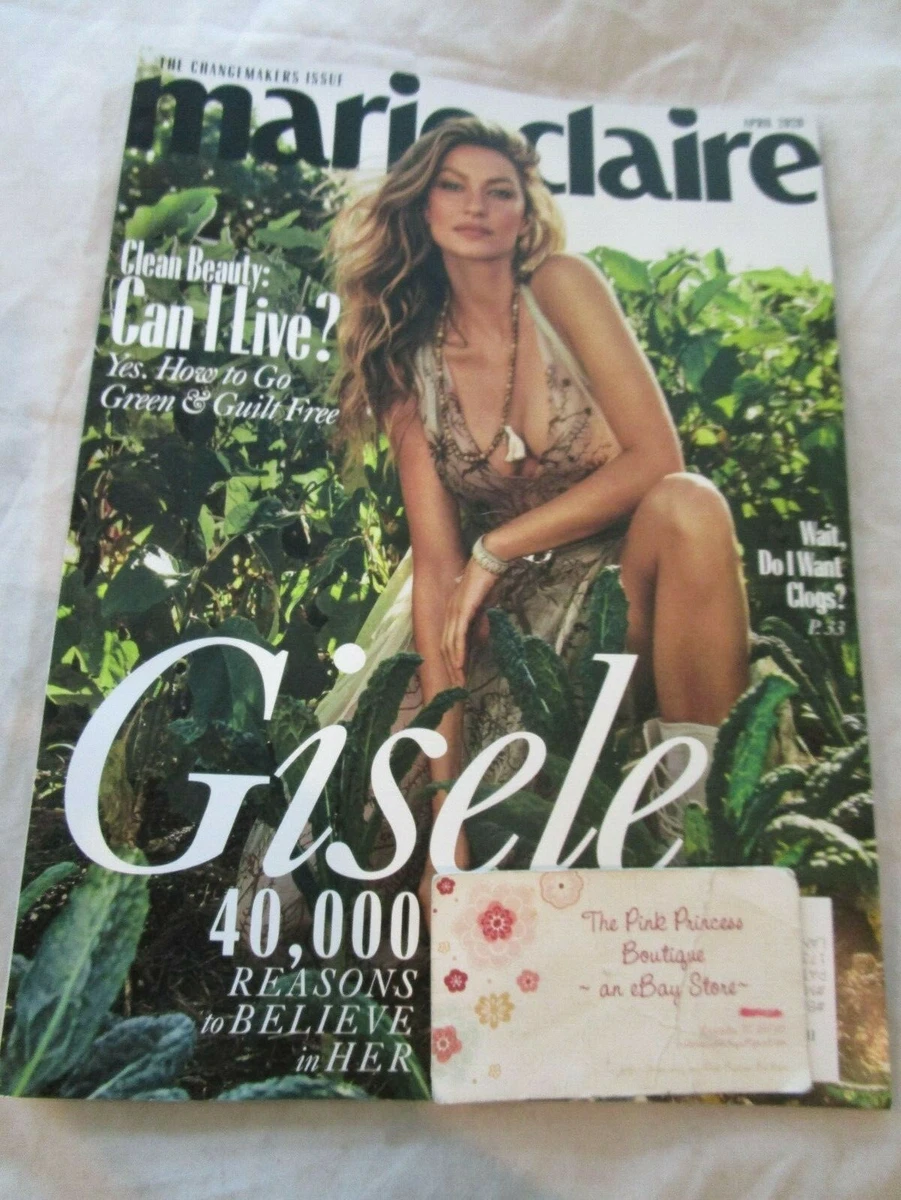 THE CHANGEMAKERS ISSUE
marie claire
APRIL 2020
Clean Beauty:
Can I Live?
Yes. How to Go
Green & Guilt Free
Wait,
Do I Want
Clogs?
P. 33
Gisele
40,000
REASONS
to BELIEVE
in HER
The Pink Princess
Boutique
~ an eBay Store~